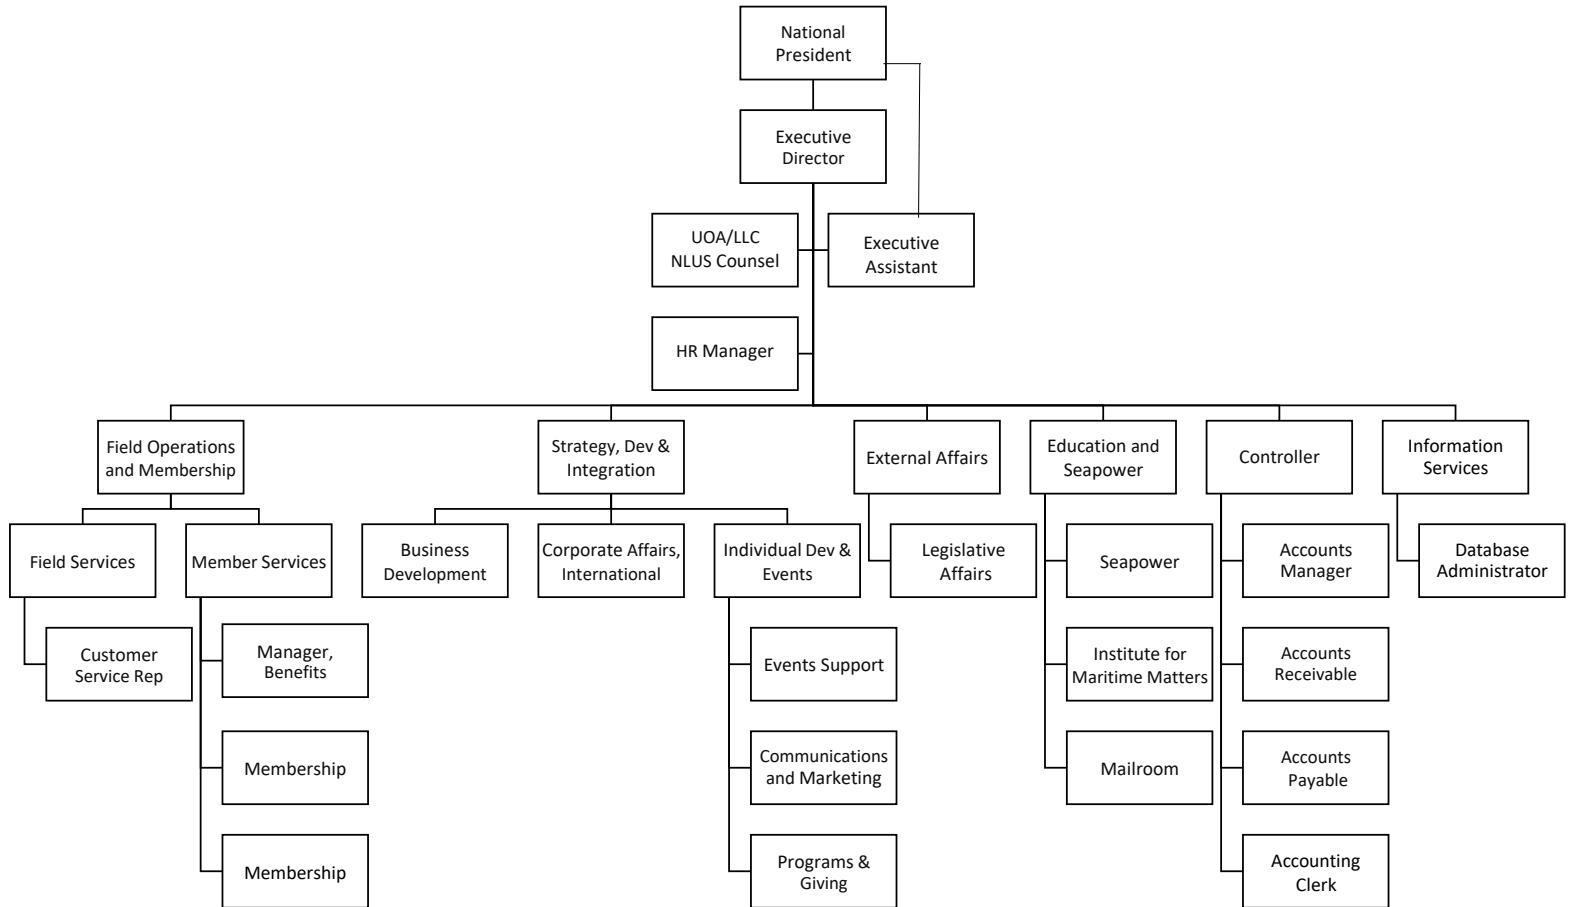 National
President
Executive
Director
UOA/LLC
NLUS Counsel
Executive
Assistant
HR Manager
Field Operations
and Membership
Strategy, Dev &
Integration
External Affairs
Education and
Seapower
Controller
Information
Services
Field Services
Member Services
Business
Development
Corporate Affairs,
International
Individual Dev &
Events
Legislative
Affairs
Seapower
Accounts
Manager
Database
Administrator
Customer
Service Rep
Manager,
Benefits
Events Support
Institute for
Maritime Matters
Accounts
Receivable
Membership
Communications
and Marketing
Mailroom
Accounts
Payable
Membership
Programs &
Giving
Accounting
Clerk